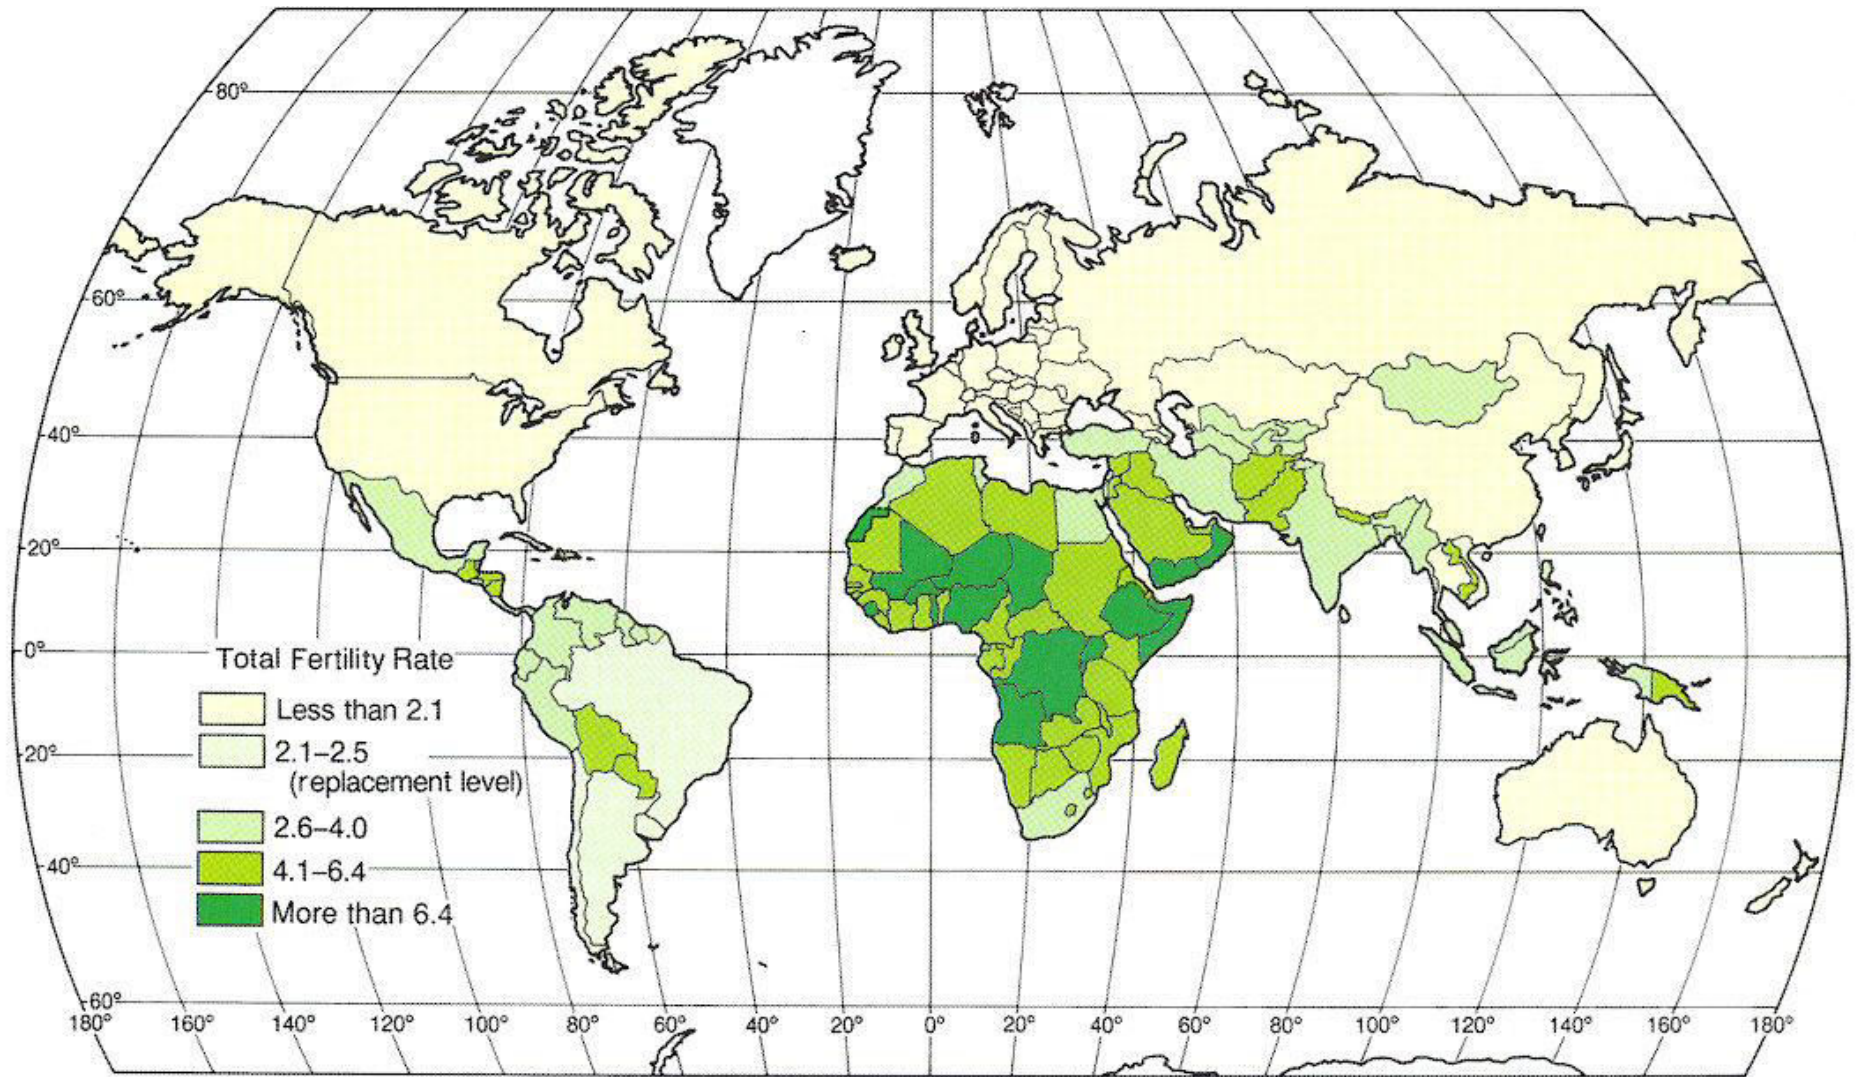 80°
60°
40°
20°
0°
Total Fertility Rate
Less than 2.1
2.1–2.5
(replacement level)
20°
2.6–4.0
40°
4.1–6.4
More than 6.4
60°
180° 160° 140° 120° 100° 80° 60° 40° 20° 0° 20° 40° 60° 80° 100° 120° 140° 160° 180°